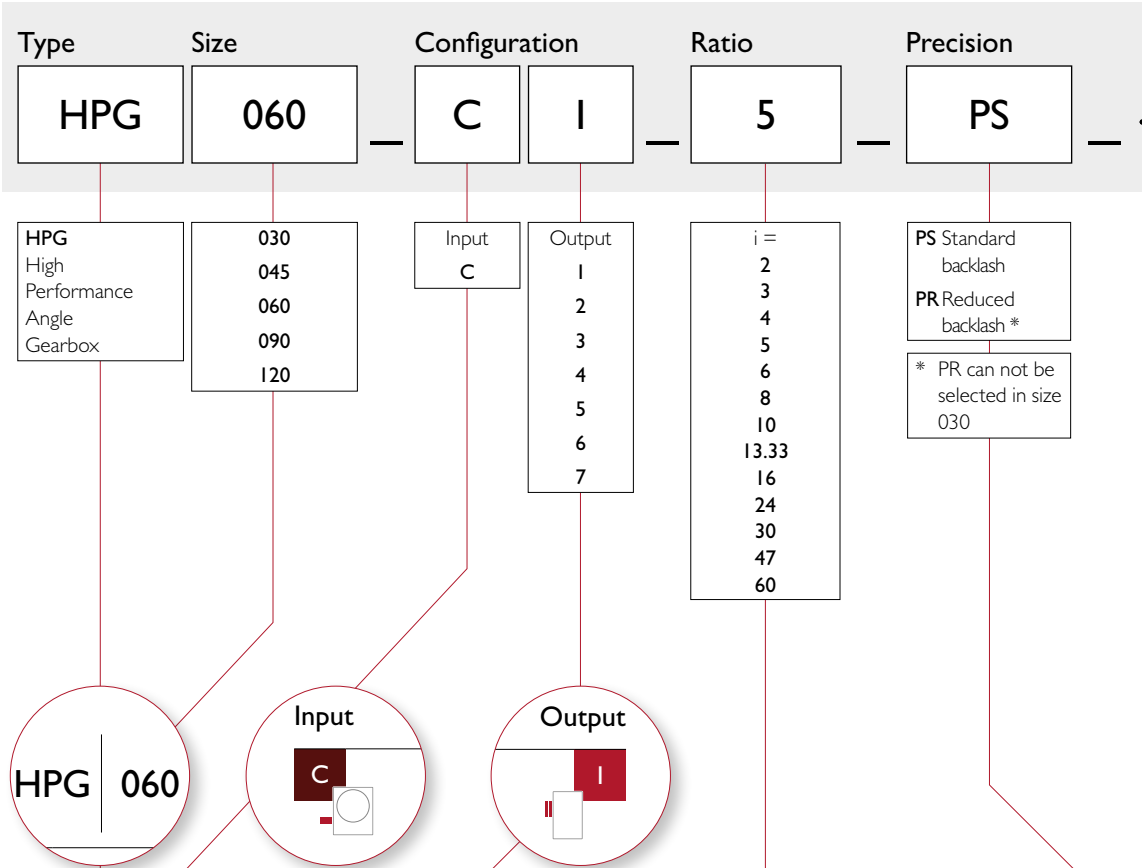 Type Size Configuration Ratio Precision
HPG 060 _ C 1 _ 5 _ PS _
HPG
High
Performance
Angle
Gearbox
030
045
060
090
120
Input
C
Output
1
2
3
4
5
6
7
i =
2
3
4
5
6
8
10
13.33
16
24
30
47
60
PS Standard
backlash
PR Reduced
backlash *
* PR can not be
selected in size
030
HPG 060
Input
C
Output
1